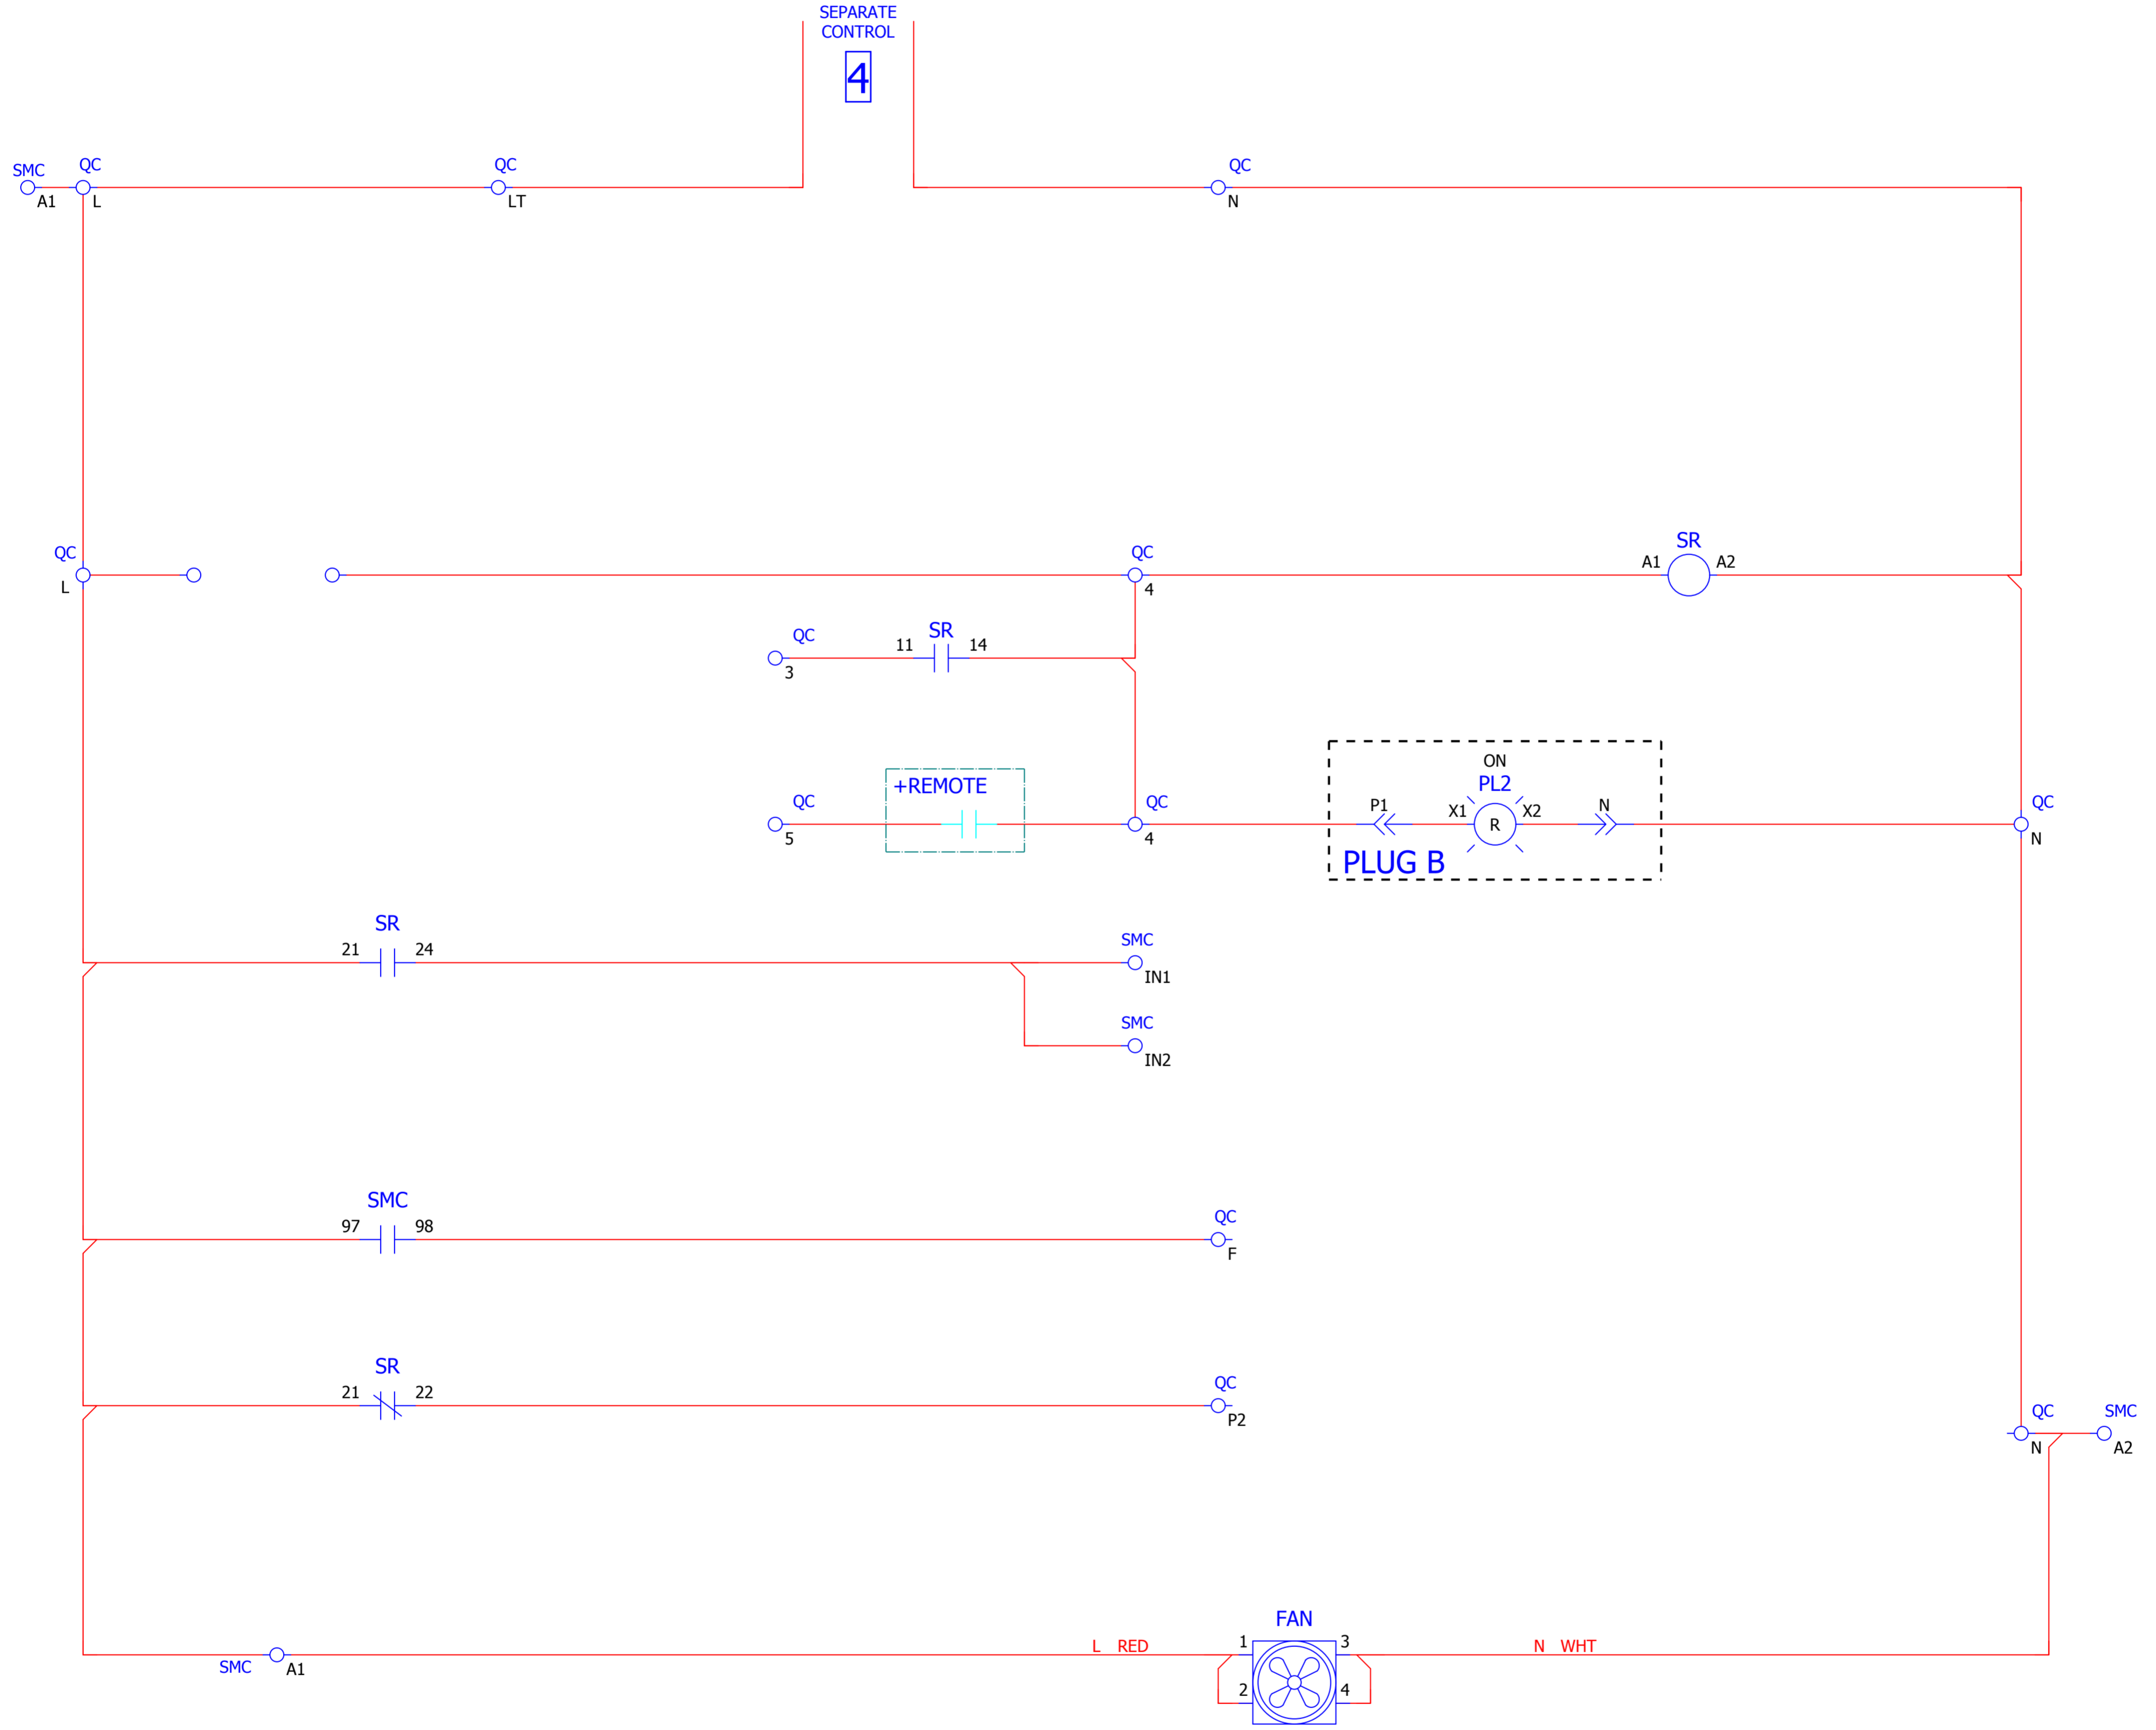 SEPARATE
CONTROL
4
SMC
QC
QC
QC
A1
L
LT
N
QC
L
QC
4
SR
A1
A2
QC
3
SR
11
14
+REMOTE
QC
5
QC
4
ON
PL2
P1
X1
R
X2
N
PLUG B
QC
N
SR
21
24
SMC
IN1
SMC
IN2
SMC
97
98
QC
F
SR
21
22
QC
P2
QC
N
SMC
A2
FAN
L RED
1
3
N WHT
SMC
A1
2
4